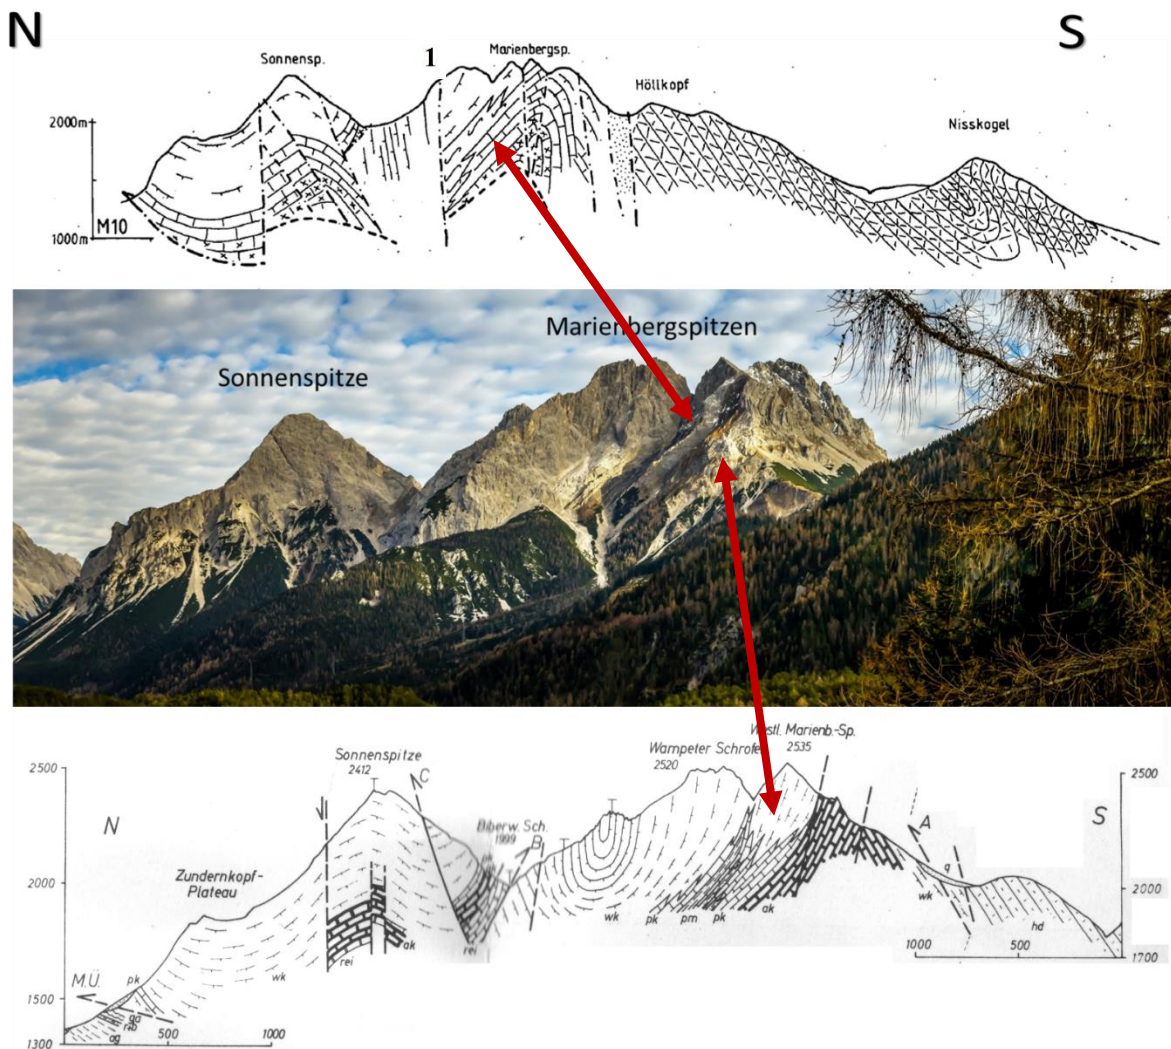 N
S
1
Sonnensp.
Marienbergsp.
Höllkopf
Nisskogel
2000m
1000m
M10
Marienbergspitzen
Sonnenspitze
Westl. Marienb.-Sp.
2535
Sonnenspitze
2412
Wampeter Schrofen
2520
2500
2500
N
C
Biberw. Sch.
1999
B
A
S
Zundernkopf-
Plateau
2000
2000
q
wk
wk
pk
pm
pk
ak
ak
rei
rei
wk
hd
M.Ü.
pk
1000
500
1700
1500
1300
500
1000